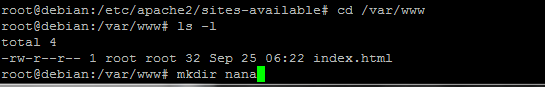 root@debian:/etc/apache2/sites-available# cd /var/www
root@debian:/var/www# ls -l
total 4
-rw-r--r-- 1 root root 32 Sep 25 06:22 index.html
root@debian:/var/www# mkdir nana